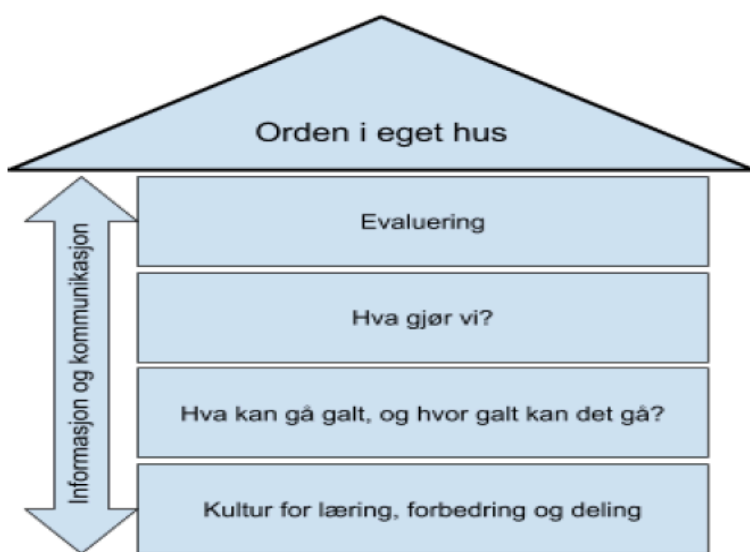 Orden i eget hus
Evaluering
Hva gjør vi?
Hva kan gå galt, og hvor galt kan det gå?
Kultur for læring, forbedring og deling
Informasjon og kommunikasjon